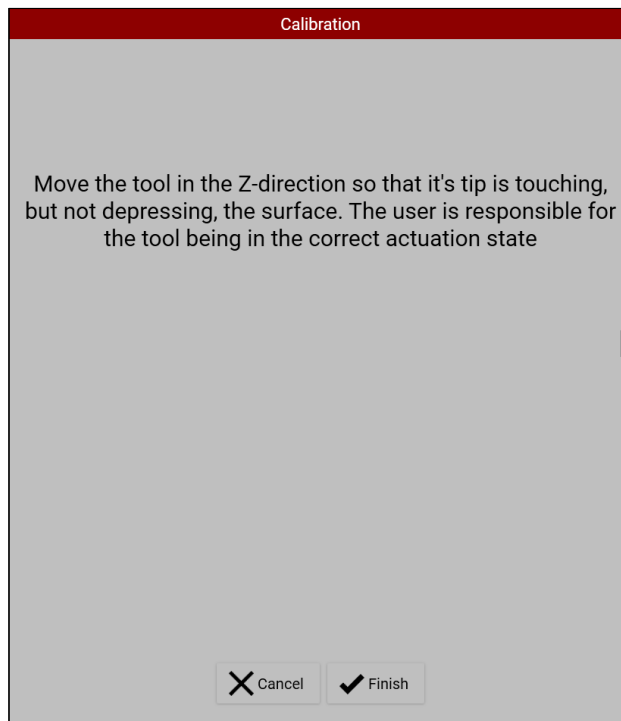 Calibration
Move the tool in the Z-direction so that it's tip is touching,
but not depressing, the surface. The user is responsible for
the tool being in the correct actuation state
Cancel
Finish